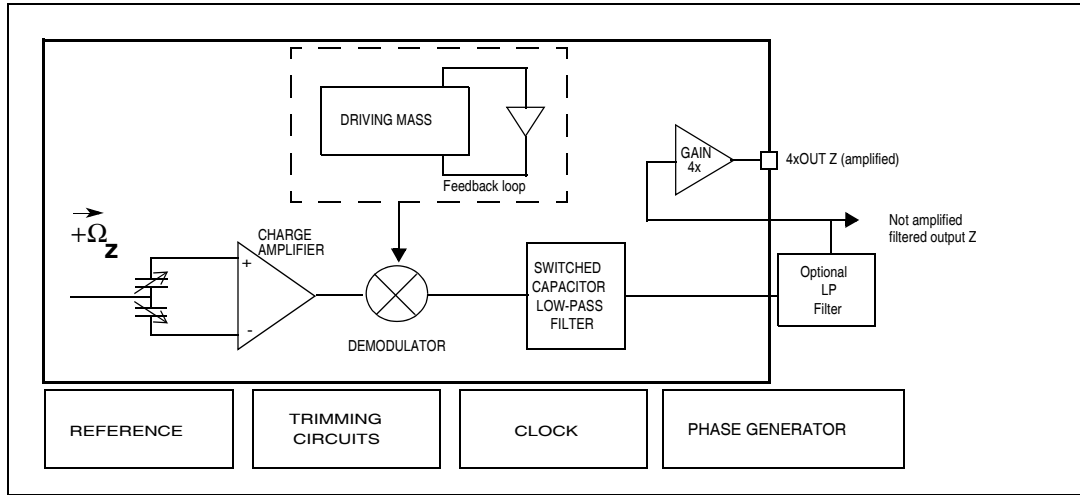 DRIVING MASS
Feedback loop
GAIN
4x
4xOUT Z (amplified)
Not amplified
filtered output Z
+Ω
Z
CHARGE
AMPLIFIER
+
-
DEMODULATOR
SWITCHED
CAPACITOR
LOW-PASS
FILTER
Optional
LP
Filter
REFERENCE
TRIMMING
CIRCUITS
CLOCK
PHASE GENERATOR